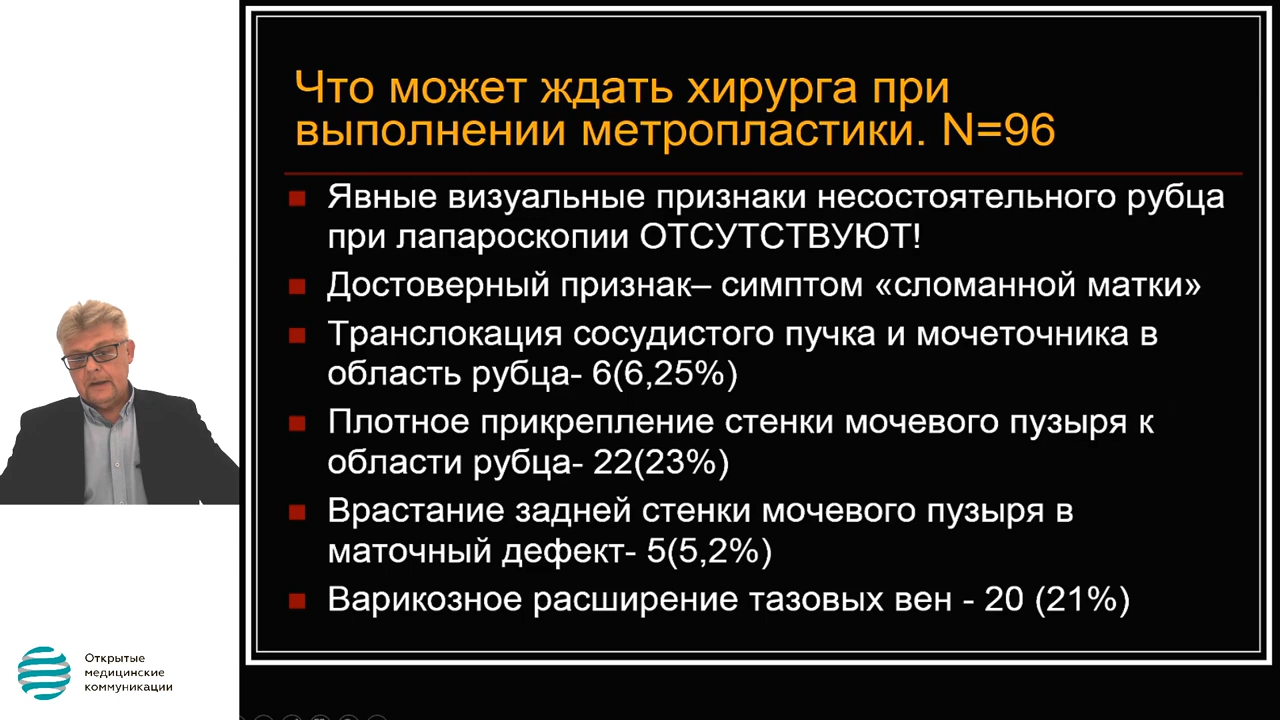 Что может ждать хирурга при
выполнении метропластики. N=96
Явные визуальные признаки несостоятельного рубца
при лапароскопии ОТСУТСТВУЮТ!
Достоверный признак– симптом «сломанной матки»
Транслокация сосудистого пучка и мочеточника в
область рубца- 6(6,25%)
Плотное прикрепление стенки мочевого пузыря к
области рубца- 22(23%)
Врастание задней стенки мочевого пузыря в
маточный дефект- 5(5,2%)
Варикозное расширение тазовых вен - 20 (21%)
Открытые
медицинские
коммуникации